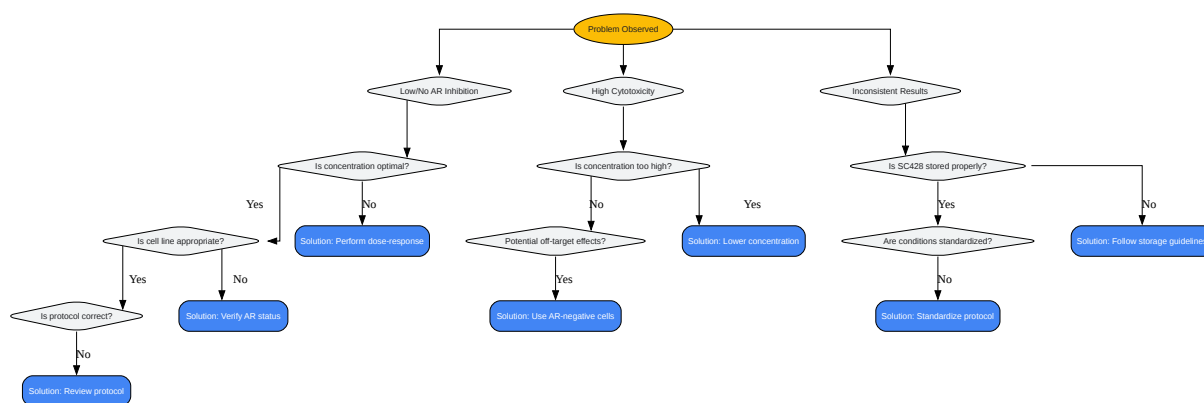 Problem Observed
Low/No AR Inhibition
High Cytotoxicity
Inconsistent Results
Is concentration optimal?
Is concentration too high?
Is SC428 stored properly?
Yes
No
No
Yes
Yes
No
Is cell line appropriate?
Solution: Perform dose-response
Potential off-target effects?
Solution: Lower concentration
Are conditions standardized?
Solution: Follow storage guidelines
Yes
No
Yes
No
Is protocol correct?
Solution: Verify AR status
Solution: Use AR-negative cells
Solution: Standardize protocol
No
Solution: Review protocol